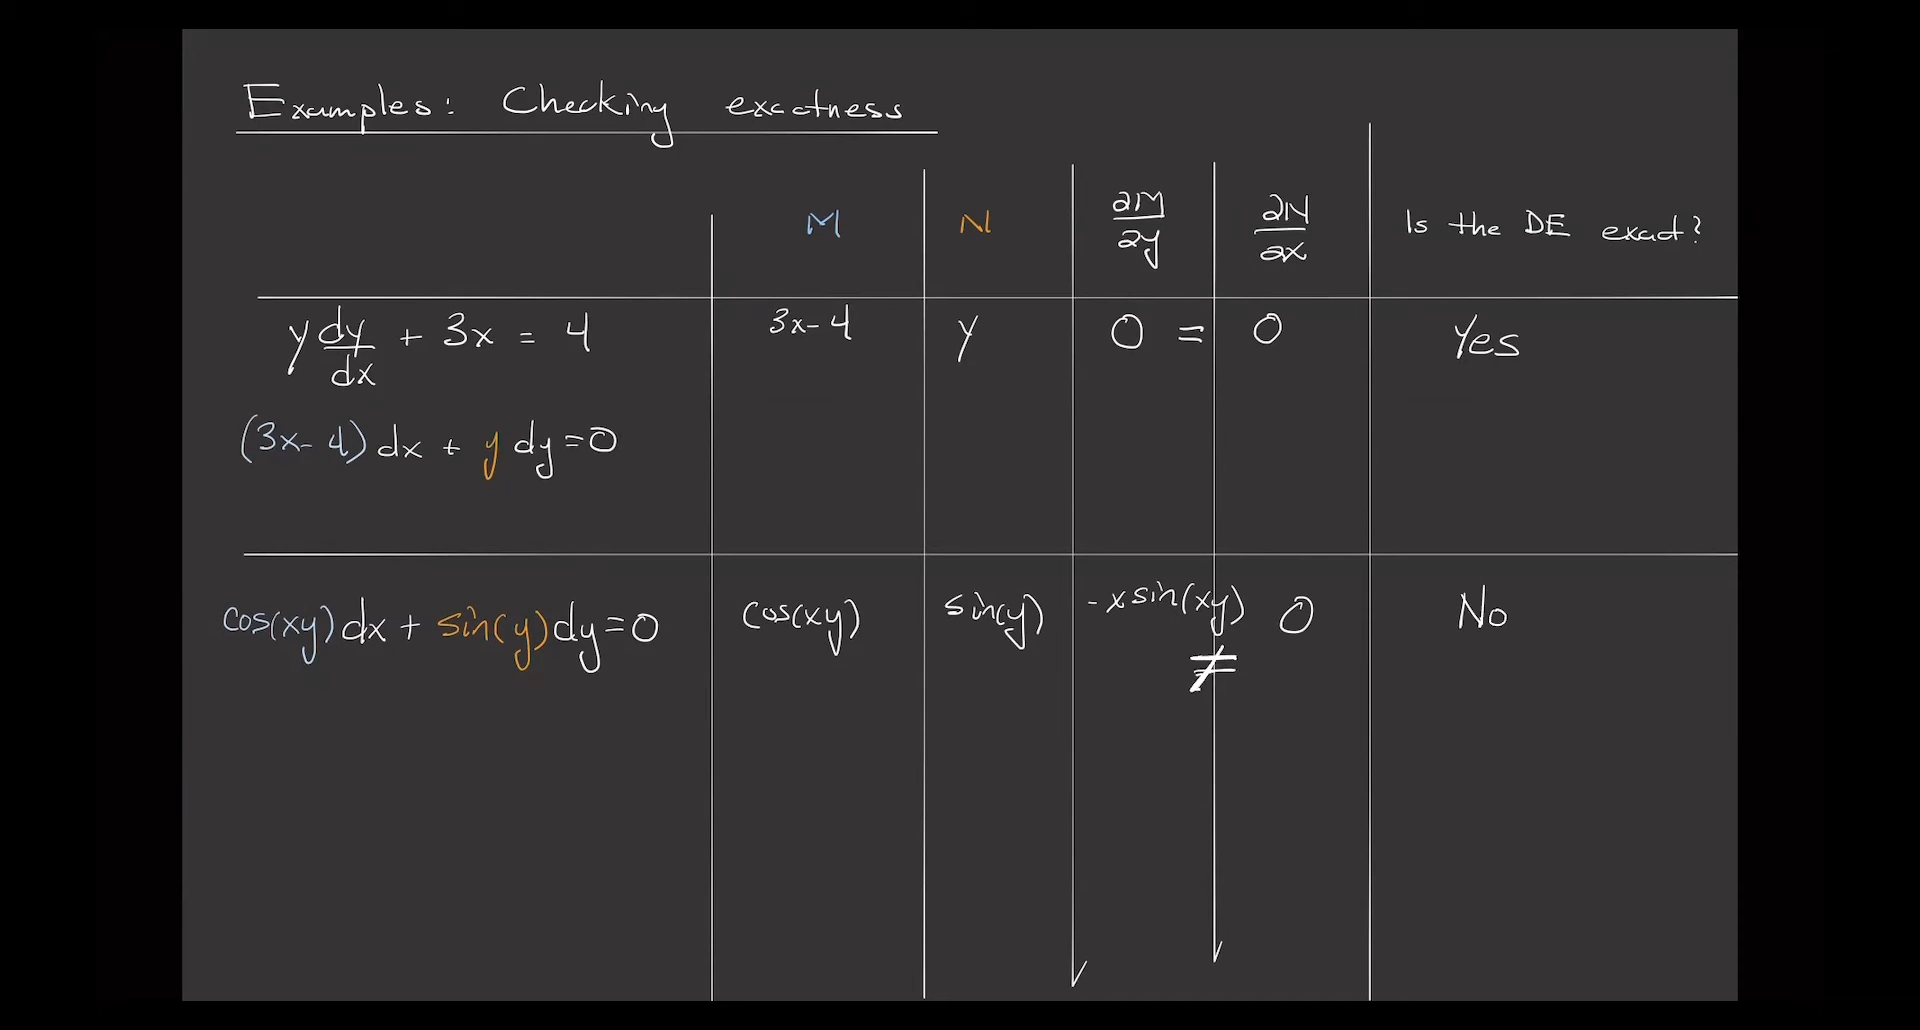 Examples: Checking exactness
M N ∂M/∂y ∂N/∂x Is the DE exact?
y dy/dx + 3x = 4 3x-4 y 0 = 0 Yes
(3x-4)dx + y dy=0
cos(xy)dx + sin(y)dy=0 cos(xy) sin(y) -x sin(xy) ≠ 0 No